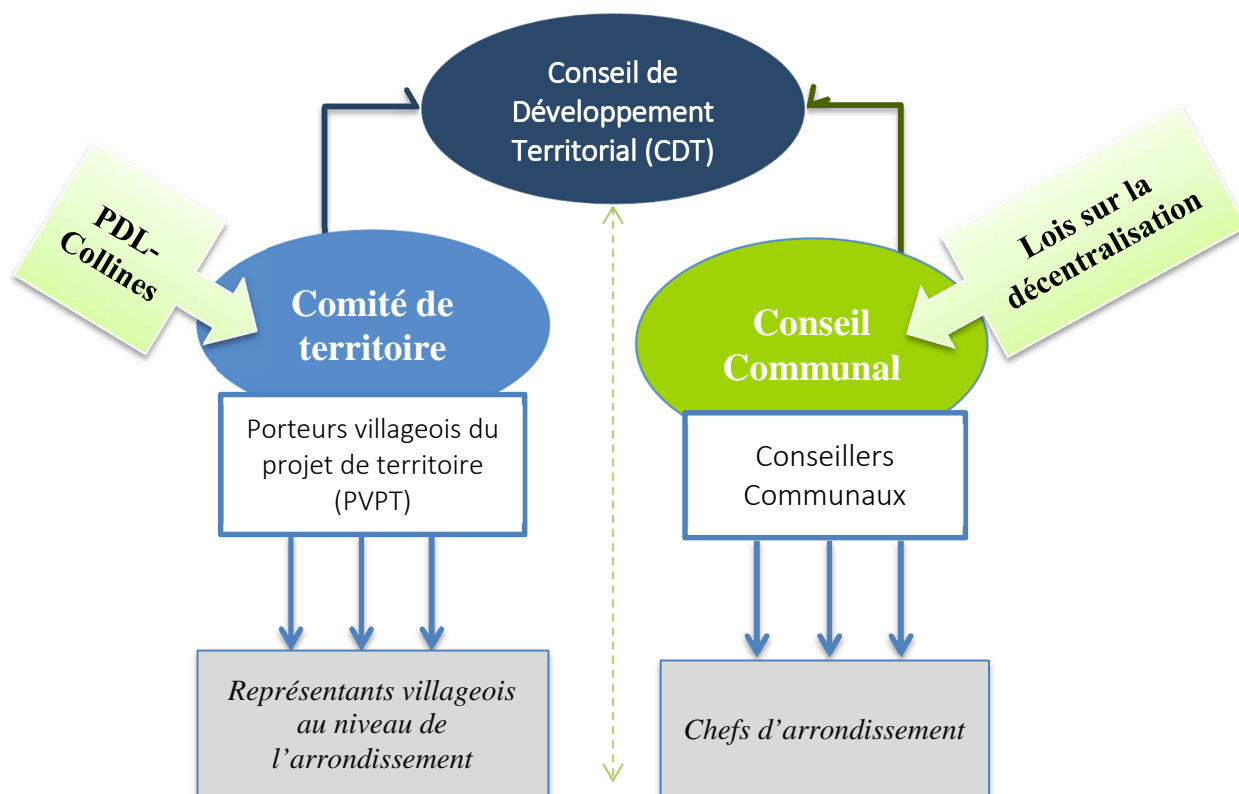 Conseil de
Développement
Territorial (CDT)
PDL-
Collines
Lois sur la
décentralisation
Comité de
territoire
Conseil
Communal
Porteurs villageois du
projet de territoire
(PVPT)
Conseillers
Communaux
Représentants villageois
au niveau de
l’arrondissement
Chefs d’arrondissement